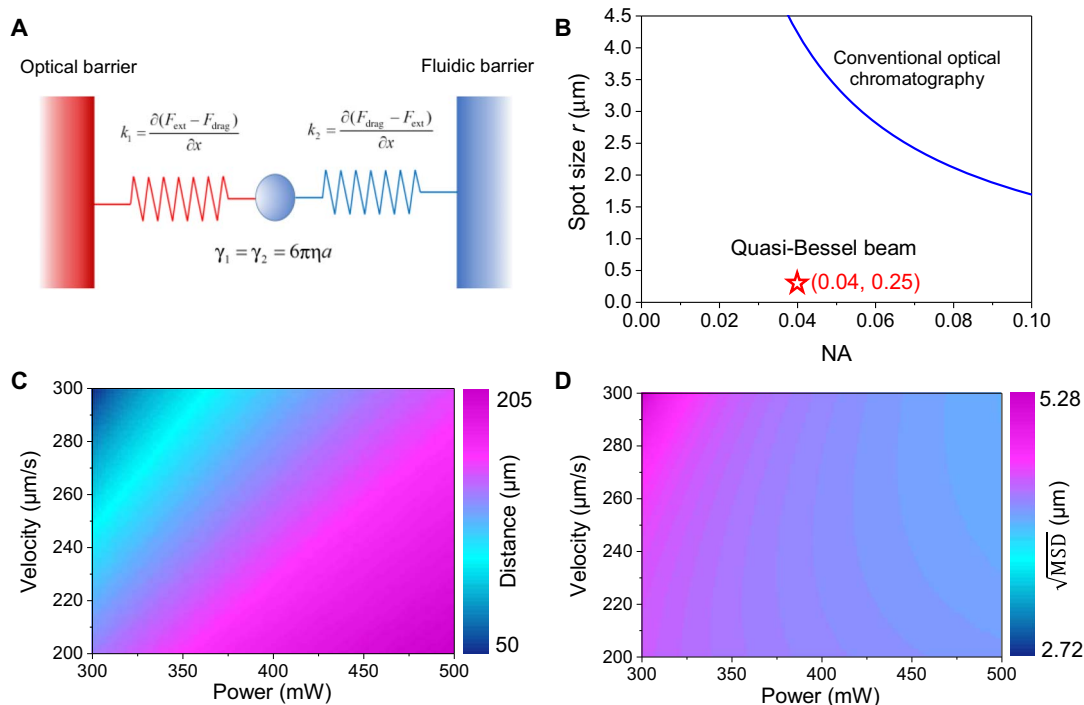 A
Optical barrier
Fluidic barrier
k₁ = ∂(F_ext − F_drag)/∂x
k₂ = ∂(F_drag − F_ext)/∂x
γ₁ = γ₂ = 6πηa
B
4.5
4.0
3.5
3.0
2.5
2.0
1.5
1.0
0.5
0.0
Spot size r (µm)
Conventional optical
chromatography
Quasi-Bessel beam
(0.04, 0.25)
0.00 0.02 0.04 0.06 0.08 0.10
NA
C
300
280
260
240
220
200
Velocity (µm/s)
300 350 400 450 500
Power (mW)
205
Distance (µm)
50
D
300
280
260
240
220
200
Velocity (µm/s)
300 350 400 450 500
Power (mW)
5.28
√MSD (µm)
2.72